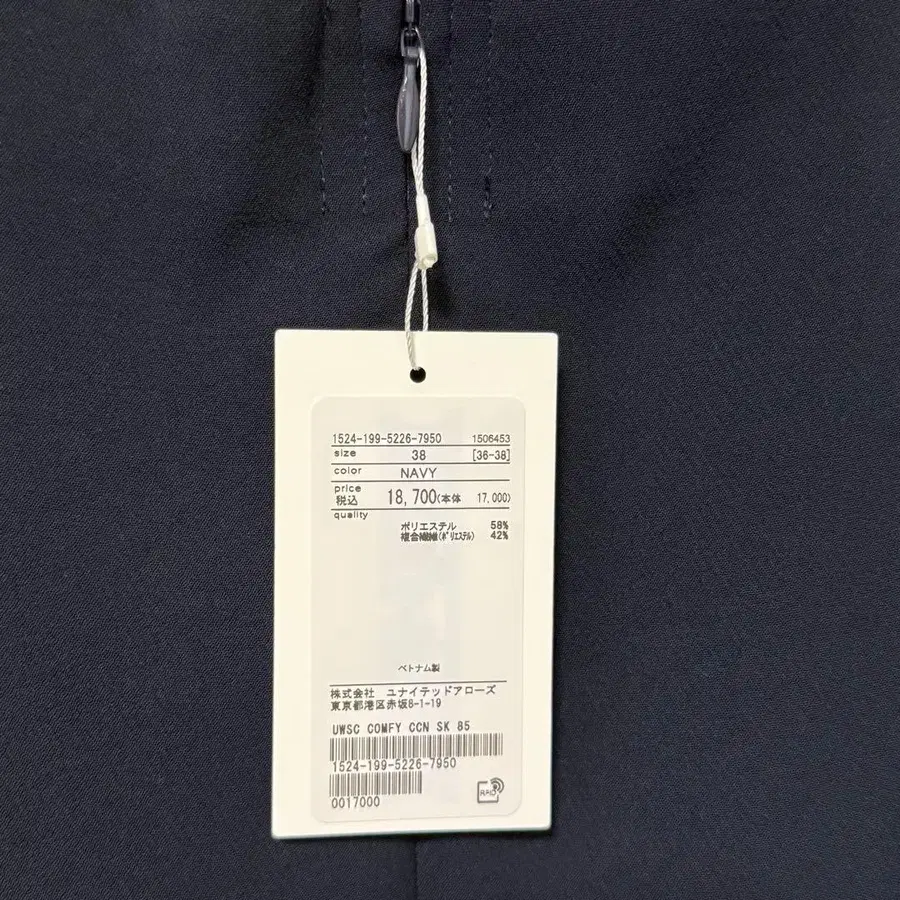 1524-199-5226-7950 1506453
size 38 [36-38]
color NAVY
price
税込 18,700(本体 17,000)
quality
ポリエステル 58%
複合繊維(ポリエステル) 42%
ベトナム製
株式会社 ユナイテッドアローズ
東京都港区赤坂8-1-19
UWSC COMFY CCN SK 85
1524-199-5226-7950
0017000
RFID